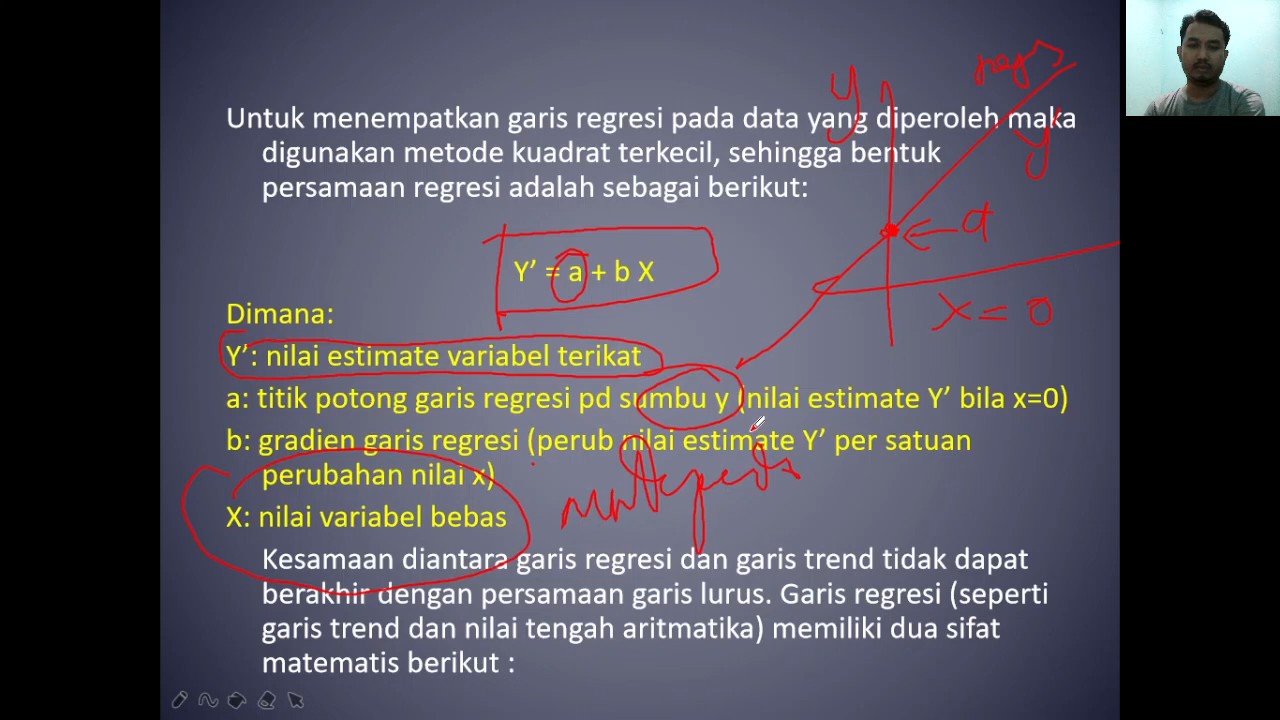 Untuk menempatkan garis regresi pada data yang diperoleh maka
digunakan metode kuadrat terkecil, sehingga bentuk
persamaan regresi adalah sebagai berikut:
Y' = a + b X
Dimana:
Y': nilai estimate variabel terikat
a: titik potong garis regresi pd sumbu y (nilai estimate Y' bila x=0)
b: gradien garis regresi (perub nilai estimate Y' per satuan
perubahan nilai x)
X: nilai variabel bebas
Kesamaan diantara garis regresi dan garis trend tidak dapat
berakhir dengan persamaan garis lurus. Garis regresi (seperti
garis trend dan nilai tengah aritmatika) memiliki dua sifat
matematis berikut :
y
y
a
x = 0